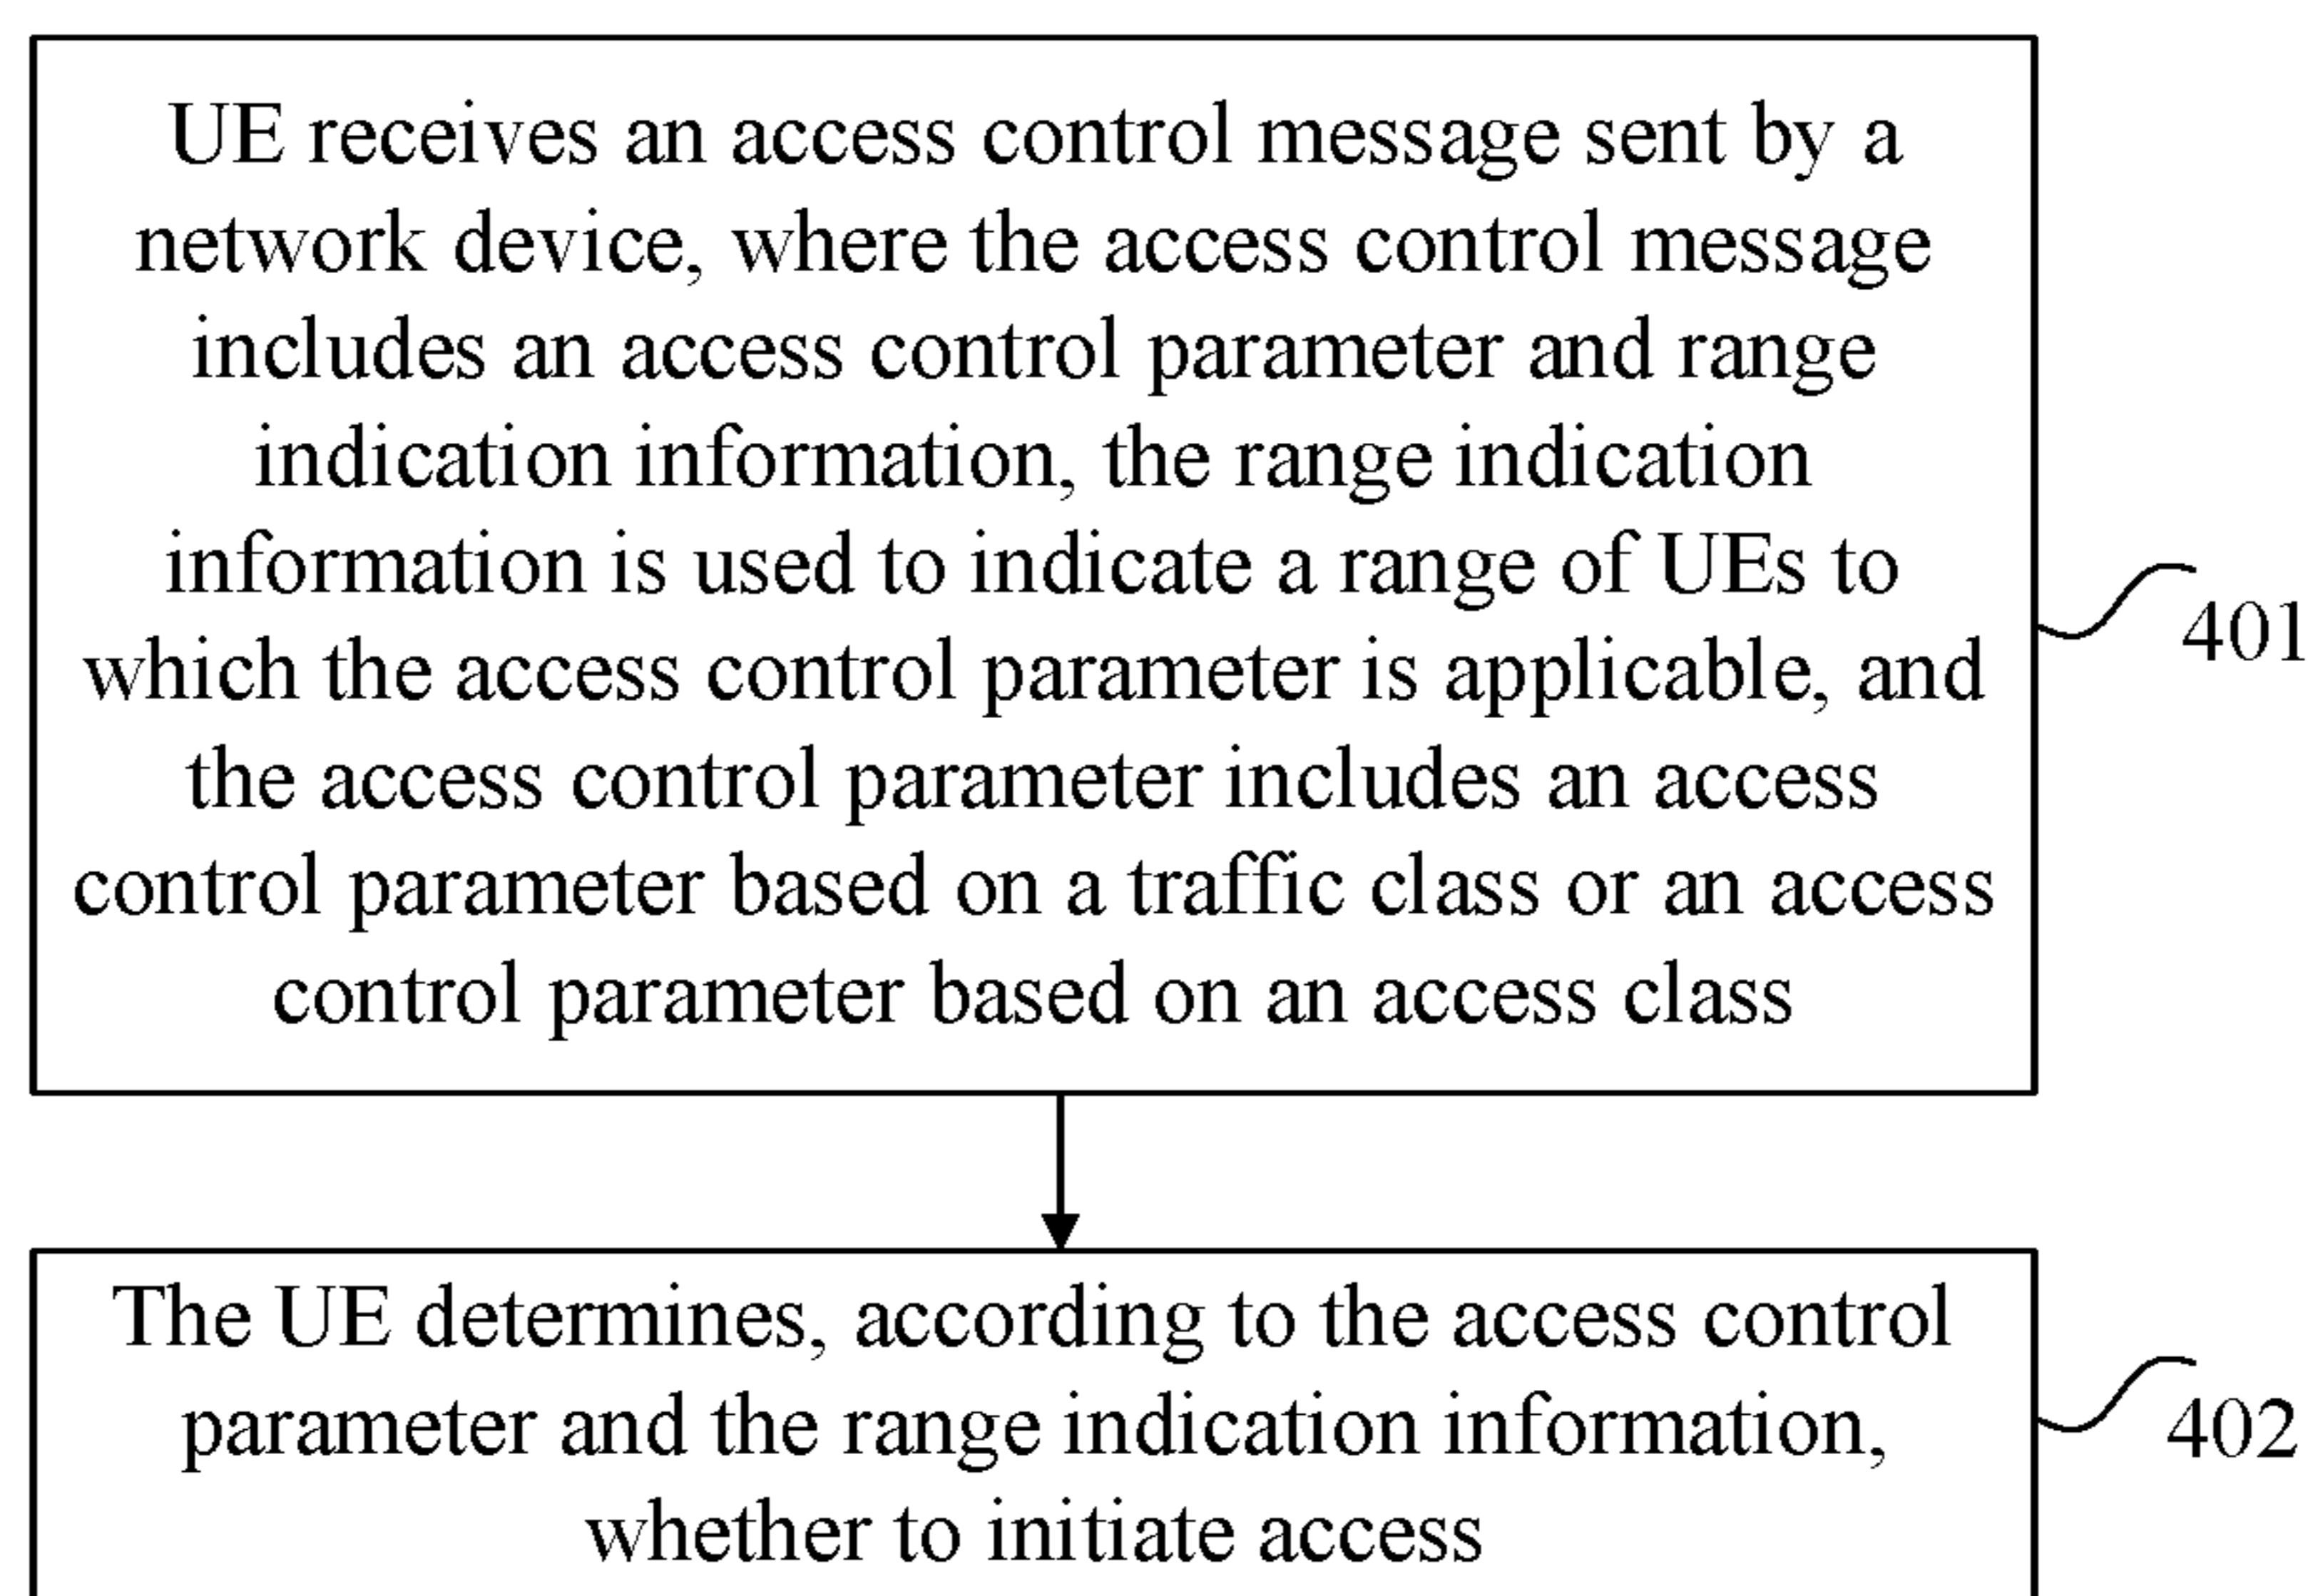 UE receives an access control message sent by a
network device, where the access control message
includes an access control parameter and range
indication information, the range indication
information is used to indicate a range of UEs to
which the access control parameter is applicable, and
the access control parameter includes an access
control parameter based on a traffic class or an access
control parameter based on an access class
401
The UE determines, according to the access control
parameter and the range indication information,
whether to initiate access
402